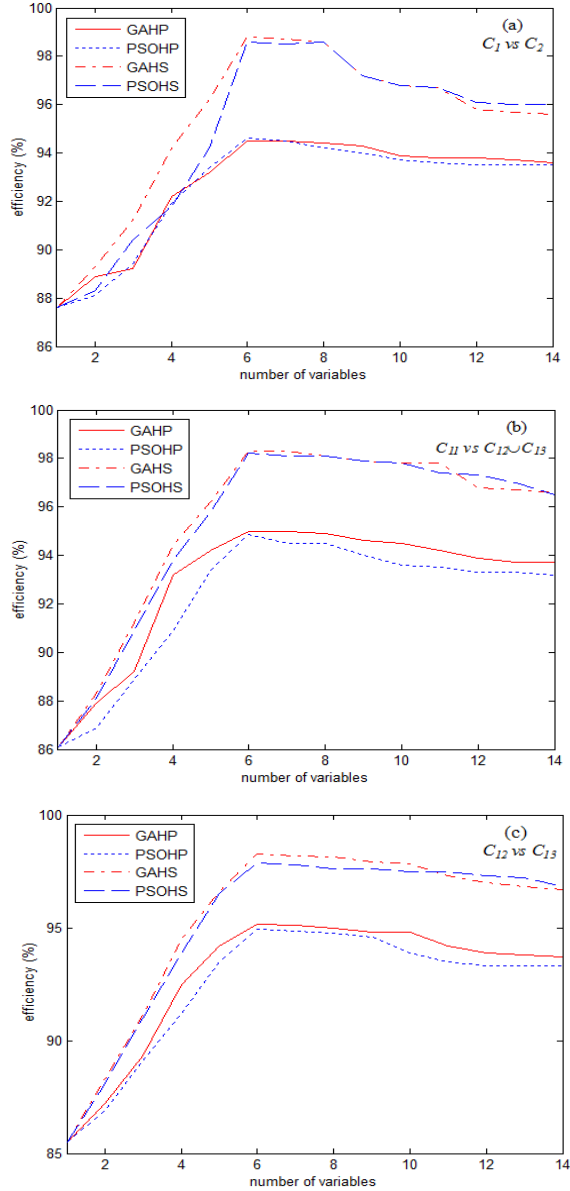 100
98
96
94
92
90
88
86
efficiency (%)
GAHP
PSOHP
GAHS
PSOHS
(a)
C1 vs C2
2 4 6 8 10 12 14
number of variables
100
98
96
94
92
90
88
86
efficiency (%)
GAHP
PSOHP
GAHS
PSOHS
(b)
C11 vs C12∪C13
2 4 6 8 10 12 14
number of variables
100
95
90
85
efficiency (%)
GAHP
PSOHP
GAHS
PSOHS
(c)
C12 vs C13
2 4 6 8 10 12 14
number of variables